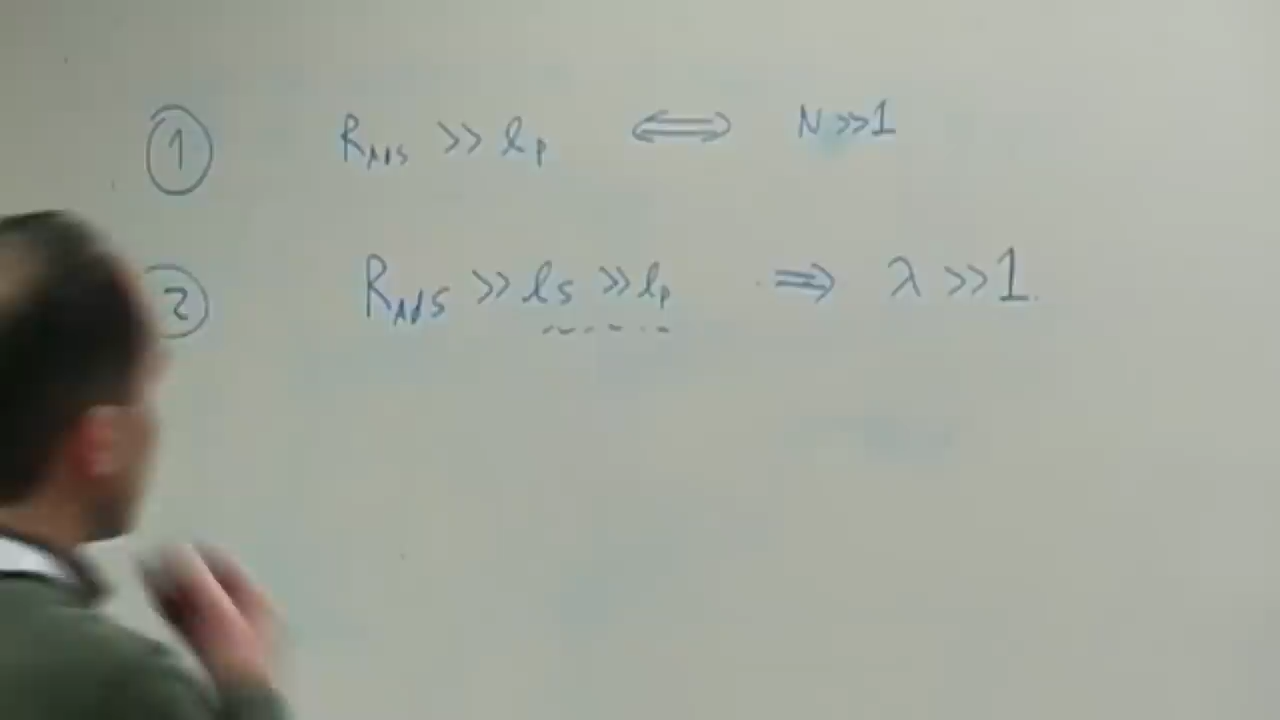 ① R_AdS >> l_p ⟺ N >> 1
② R_AdS >> l_s >> l_p ⟹ λ >> 1.